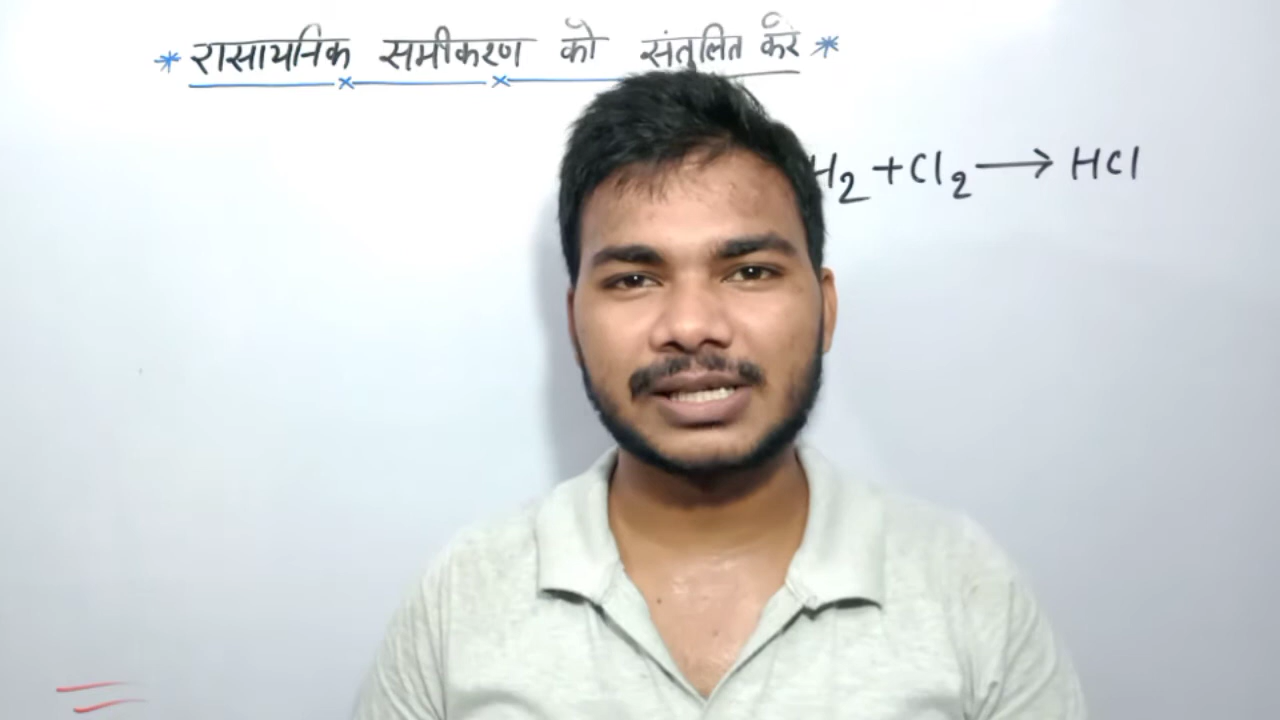 * रासायनिक समीकरण को संतुलित करे *
H₂ + Cl₂ ⟶ HCl